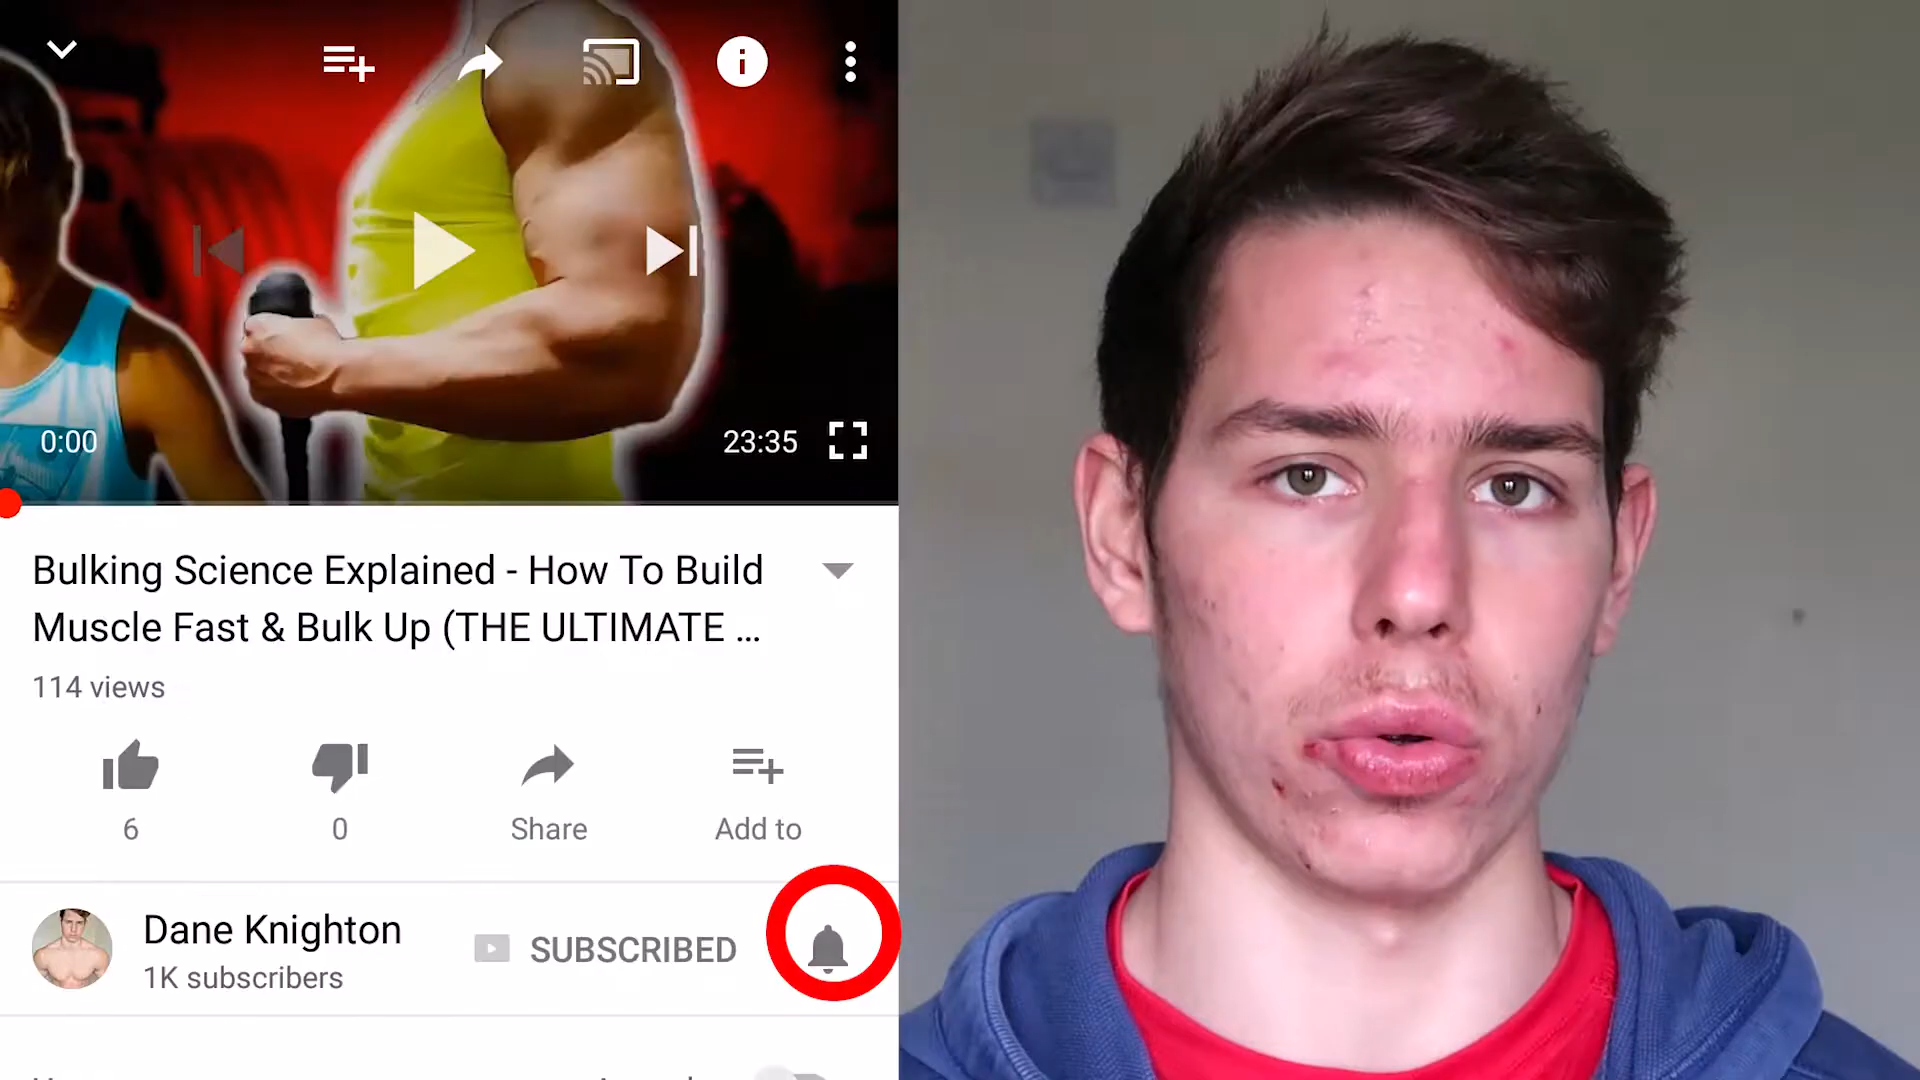 0:00
23:35
Bulking Science Explained - How To Build
Muscle Fast & Bulk Up (THE ULTIMATE ...
114 views
6
0
Share
Add to
Dane Knighton
1K subscribers
SUBSCRIBED